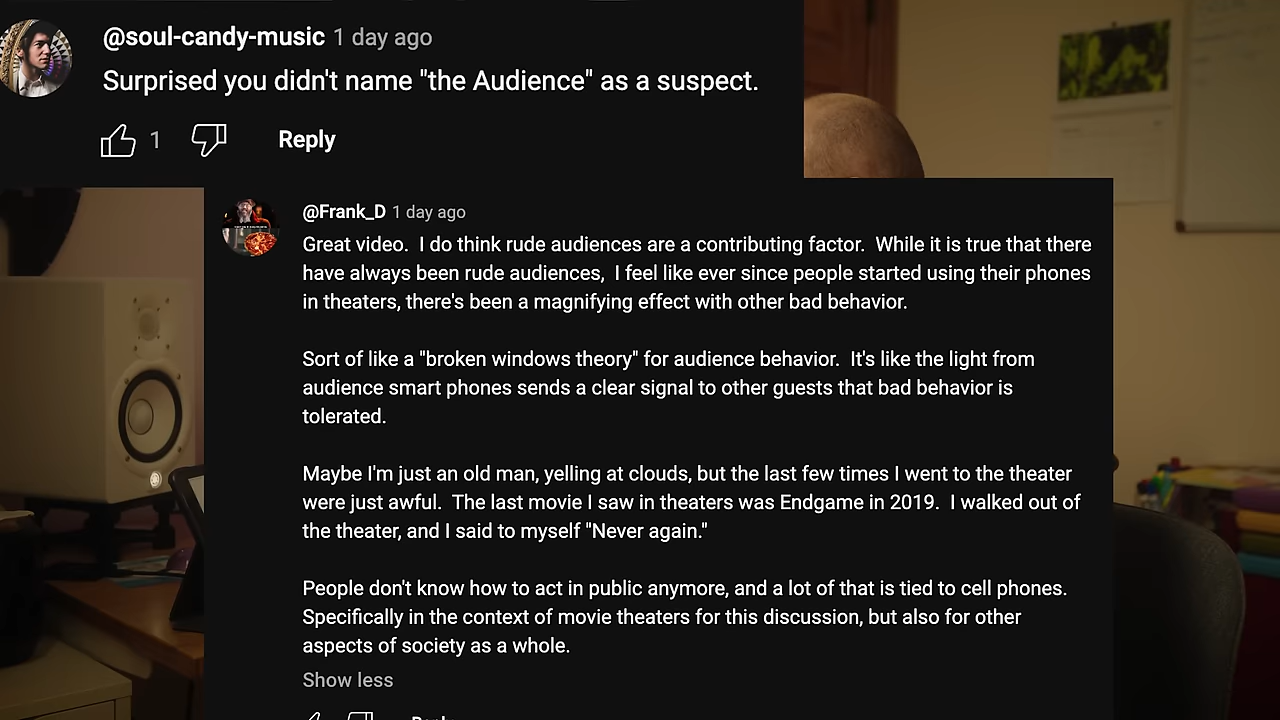 @soul-candy-music 1 day ago
Surprised you didn't name "the Audience" as a suspect.
1
Reply
@Frank_D 1 day ago
Great video. I do think rude audiences are a contributing factor. While it is true that there
have always been rude audiences, I feel like ever since people started using their phones
in theaters, there's been a magnifying effect with other bad behavior.
Sort of like a "broken windows theory" for audience behavior. It's like the light from
audience smart phones sends a clear signal to other guests that bad behavior is
tolerated.
Maybe I'm just an old man, yelling at clouds, but the last few times I went to the theater
were just awful. The last movie I saw in theaters was Endgame in 2019. I walked out of
the theater, and I said to myself "Never again."
People don't know how to act in public anymore, and a lot of that is tied to cell phones.
Specifically in the context of movie theaters for this discussion, but also for other
aspects of society as a whole.
Show less